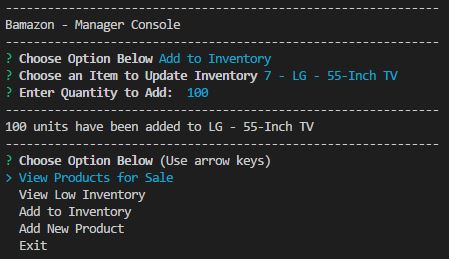 --------------------------------------------------------
Bamazon - Manager Console
--------------------------------------------------------
? Choose Option Below Add to Inventory
? Choose an Item to Update Inventory 7 - LG - 55-Inch TV
? Enter Quantity to Add:  100
--------------------------------------------------------
100 units have been added to LG - 55-Inch TV
--------------------------------------------------------
? Choose Option Below (Use arrow keys)
> View Products for Sale
  View Low Inventory
  Add to Inventory
  Add New Product
  Exit